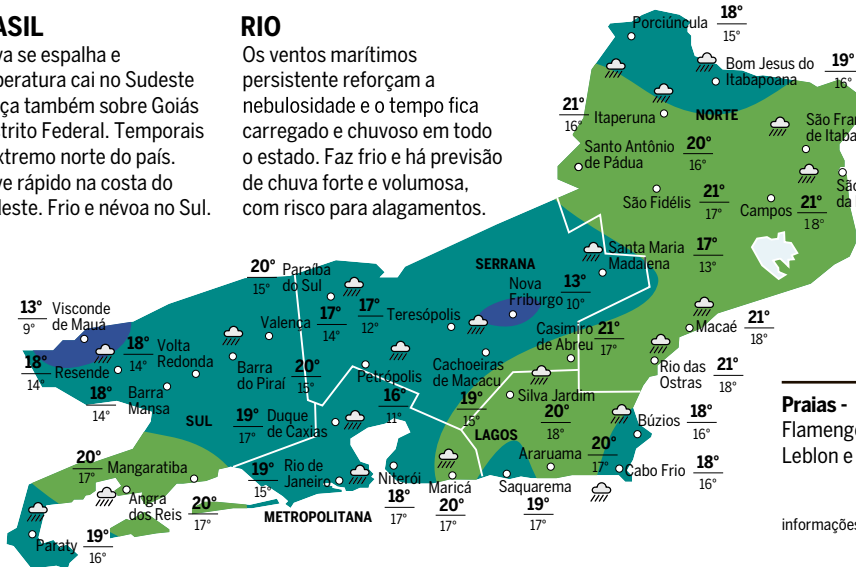 ASIL
va se espalha e
peratura cai no Sudeste
ça também sobre Goiás
strito Federal. Temporais
xtremo norte do país.
ve rápido na costa do
deste. Frio e névoa no Sul.
RIO
Os ventos marítimos
persistente reforçam a
nebulosidade e o tempo fica
carregado e chuvoso em todo
o estado. Faz frio e há previsão
de chuva forte e volumosa,
com risco para alagamentos.
Porciúncula 18°
15°
Bom Jesus do
Itabapoana 19°
16°
NORTE
21°
16° Itaperuna
São Fran
de Itaba
Santo Antônio
de Pádua 20°
16°
São Fidélis 21°
17°
Campos 21°
18°
São
da
SERRANA
Santa Maria
Madalena 17°
13°
20°
15° Paraíba
do Sul
Nova
Friburgo 13°
10°
13°
9° Visconde
de Mauá
Valença 17°
14°
17°
12° Teresópolis
Casimiro
de Abreu 21°
17°
Macaé 21°
18°
18°
14° Resende
18°
14° Volta
Redonda
Barra
do Piraí 20°
15°
Petrópolis
16°
11°
Cachoeiras
de Macacu
19°
15°
Rio das
Ostras 21°
18°
18°
14° Barra
Mansa
SUL
19°
17° Duque
de Caxias
Silva Jardim
20°
18°
LAGOS
Búzios 18°
16°
Araruama 20°
17°
Cabo Frio 18°
16°
20°
17° Mangaratiba
19°
15° Rio de
Janeiro
Niterói
18°
17°
Maricá
20°
17°
Saquarema
19°
17°
Angra
dos Reis 20°
17°
METROPOLITANA
Paraty 19°
16°
Praias -
Flamengo
Leblon e
informações